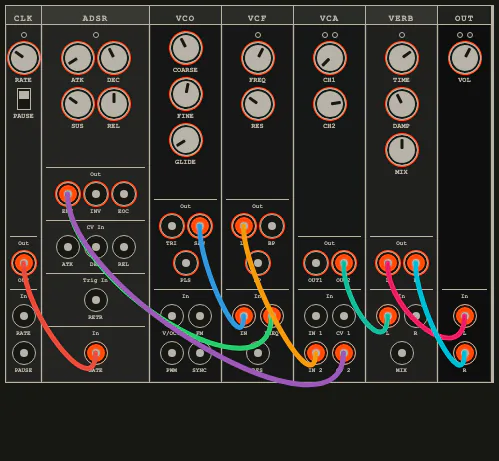 CLK
RATE
PAUSE
Out
In
RATE
PAUSE
ADSR
ATK DEC
SUS REL
Out
INV EOC
CV In
ATK REL
Trig In
RETR
In
VCO
COARSE
FINE
GLIDE
Out
TRI
PLS
In
FM
PWM SYNC
VCF
FREQ
RES
Out
BP
In
IN
VCA
CH1
CH2
Out
OUT1
In
IN 1 CV 1
IN 2
VERB
TIME
DAMP
MIX
Out
In
L R
MIX
OUT
VOL
In
R